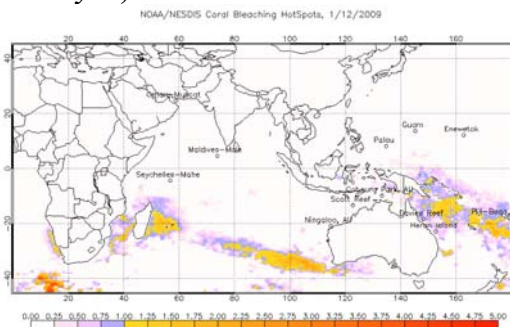 NOAA/NESDIS Coral Bleaching HotSpots, 1/12/2009
40
20
0
-20
-40
Oman-Muscat
Guam
Enewetok
Palau
Maldives-Male
Seychelles-Mahe
Scott Reef
Davies Reef
Fiji-Beqa
Ningaloo, AU
Heron Island
20 40 60 80 100 120 140 160
0.00 0.25 0.50 0.75 1.00 1.25 1.50 1.75 2.00 2.25 2.50 2.75 3.00 3.25 3.50 3.75 4.00 4.25 4.50 4.75 5.00